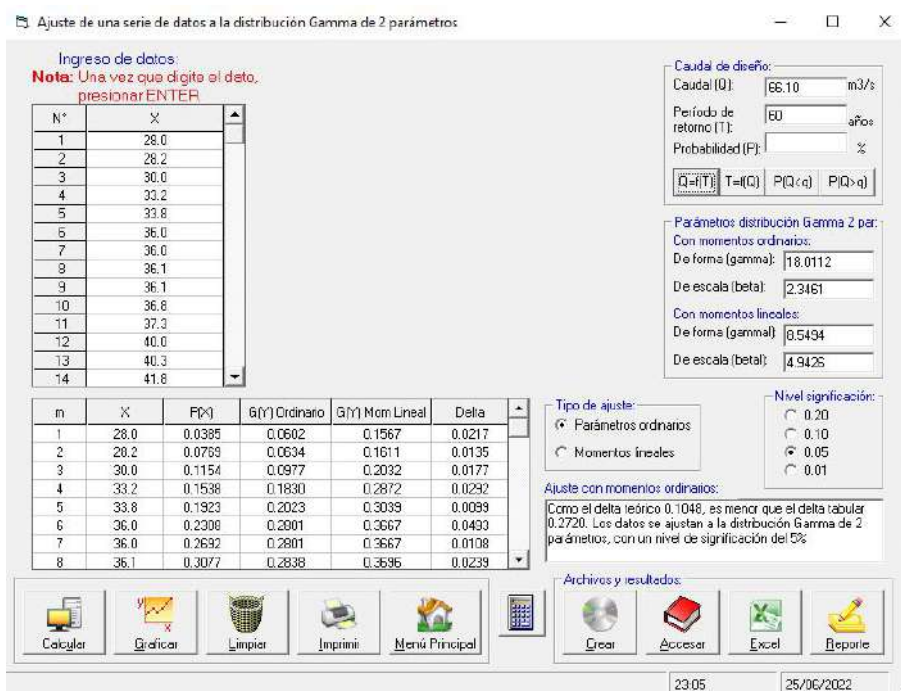 Ajuste de una serie de datos a la distribución Gamma de 2 parámetros
Ingreso de datos:
Nota: Una vez que digite el dato,
presionar ENTER
N° X
1 28.0
2 28.2
3 30.0
4 33.2
5 33.8
6 36.0
7 36.0
8 36.1
9 36.1
10 36.8
11 37.3
12 40.0
13 40.3
14 41.8
Caudal de diseño:
Caudal (Q): 66.10 m3/s
Período de
retorno (T): 60 años
Probabilidad (P): %
Q=f(T) T=f(Q) P(Q<q) P(Q>q)
Parámetros distribución Gamma 2 par:
Con momentos ordinarios:
De forma (gamma): 18.0112
De escala (beta): 2.3461
Con momentos lineales:
De forma (gammal) 8.5494
De escala (betal): 4.9426
m X P(X) G(Y) Ordinario G(Y) Mom Lineal Delta
1 28.0 0.0385 0.0602 0.1567 0.0217
2 28.2 0.0769 0.0634 0.1611 0.0135
3 30.0 0.1154 0.0977 0.2032 0.0177
4 33.2 0.1538 0.1830 0.2872 0.0292
5 33.8 0.1923 0.2023 0.3039 0.0099
6 36.0 0.2308 0.2801 0.3667 0.0493
7 36.0 0.2692 0.2801 0.3667 0.0108
8 36.1 0.3077 0.2838 0.3696 0.0239
Tipo de ajuste:
Parámetros ordinarios
Momentos lineales
Nivel significación:
0.20
0.10
0.05
0.01
Ajuste con momentos ordinarios:
Como el delta teórico 0.1048, es menor que el delta tabular
0.2720. Los datos se ajustan a la distribución Gamma de 2
parámetros, con un nivel de significación del 5%
Calcular Graficar Limpiar Imprimir Menú Principal
Archivos y resultados:
Crear Accesar Excel Reporte
23:05 25/06/2022